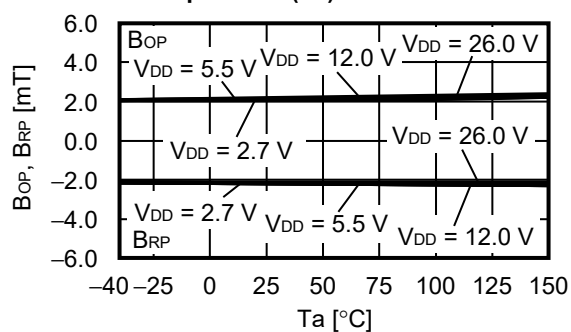 6.0
BOP
VDD = 12.0 V
VDD = 26.0 V
4.0
VDD = 5.5 V
2.0
BOP, BRP [mT]
0.0
VDD = 2.7 V
VDD = 26.0 V
−2.0
VDD = 2.7 V
VDD = 5.5 V
−4.0
BRP
VDD = 12.0 V
−6.0
−40 −25 0 25 50 75 100 125 150
Ta [°C]